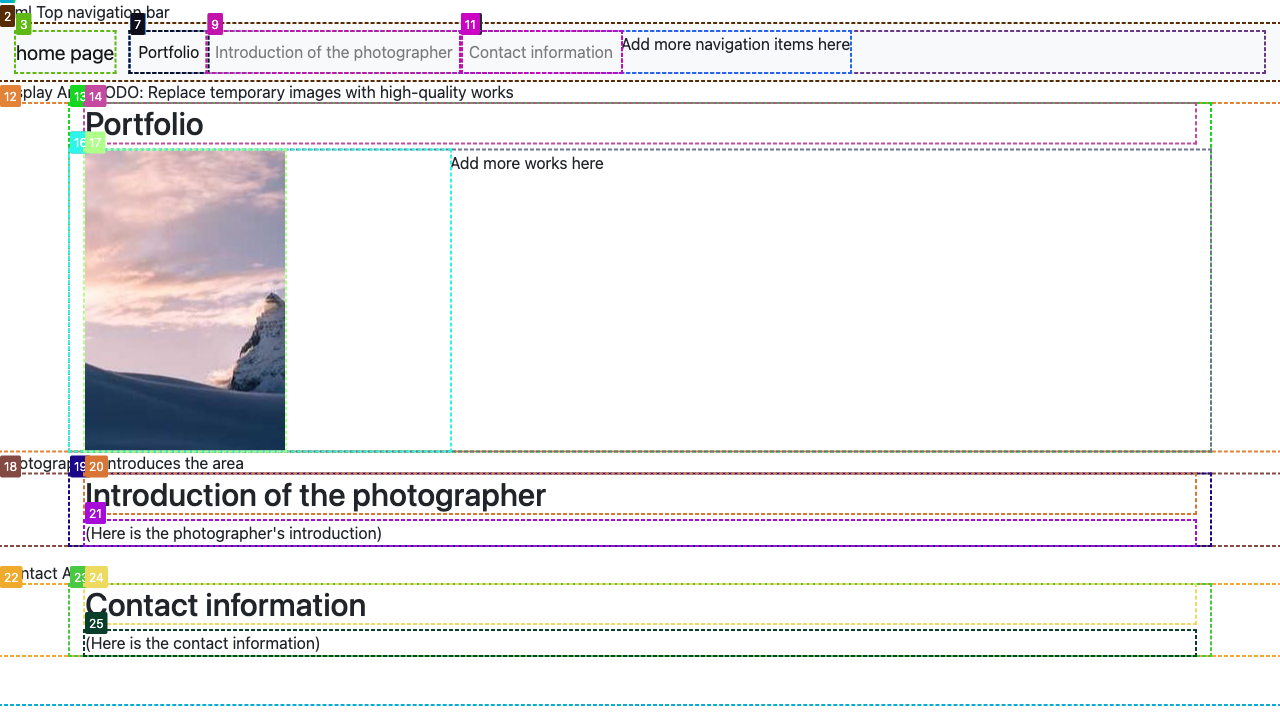 2 ml Top navigation bar
3 7 9 11
home page Portfolio Introduction of the photographer Contact information Add more navigation items here
12 splay A 13 14 ODO: Replace temporary images with high-quality works
Portfolio
16 17
Add more works here
18 otogra 19 20 ntroduces the area
Introduction of the photographer
21
(Here is the photographer's introduction)
22 ntact A 23 24
Contact information
25
(Here is the contact information)